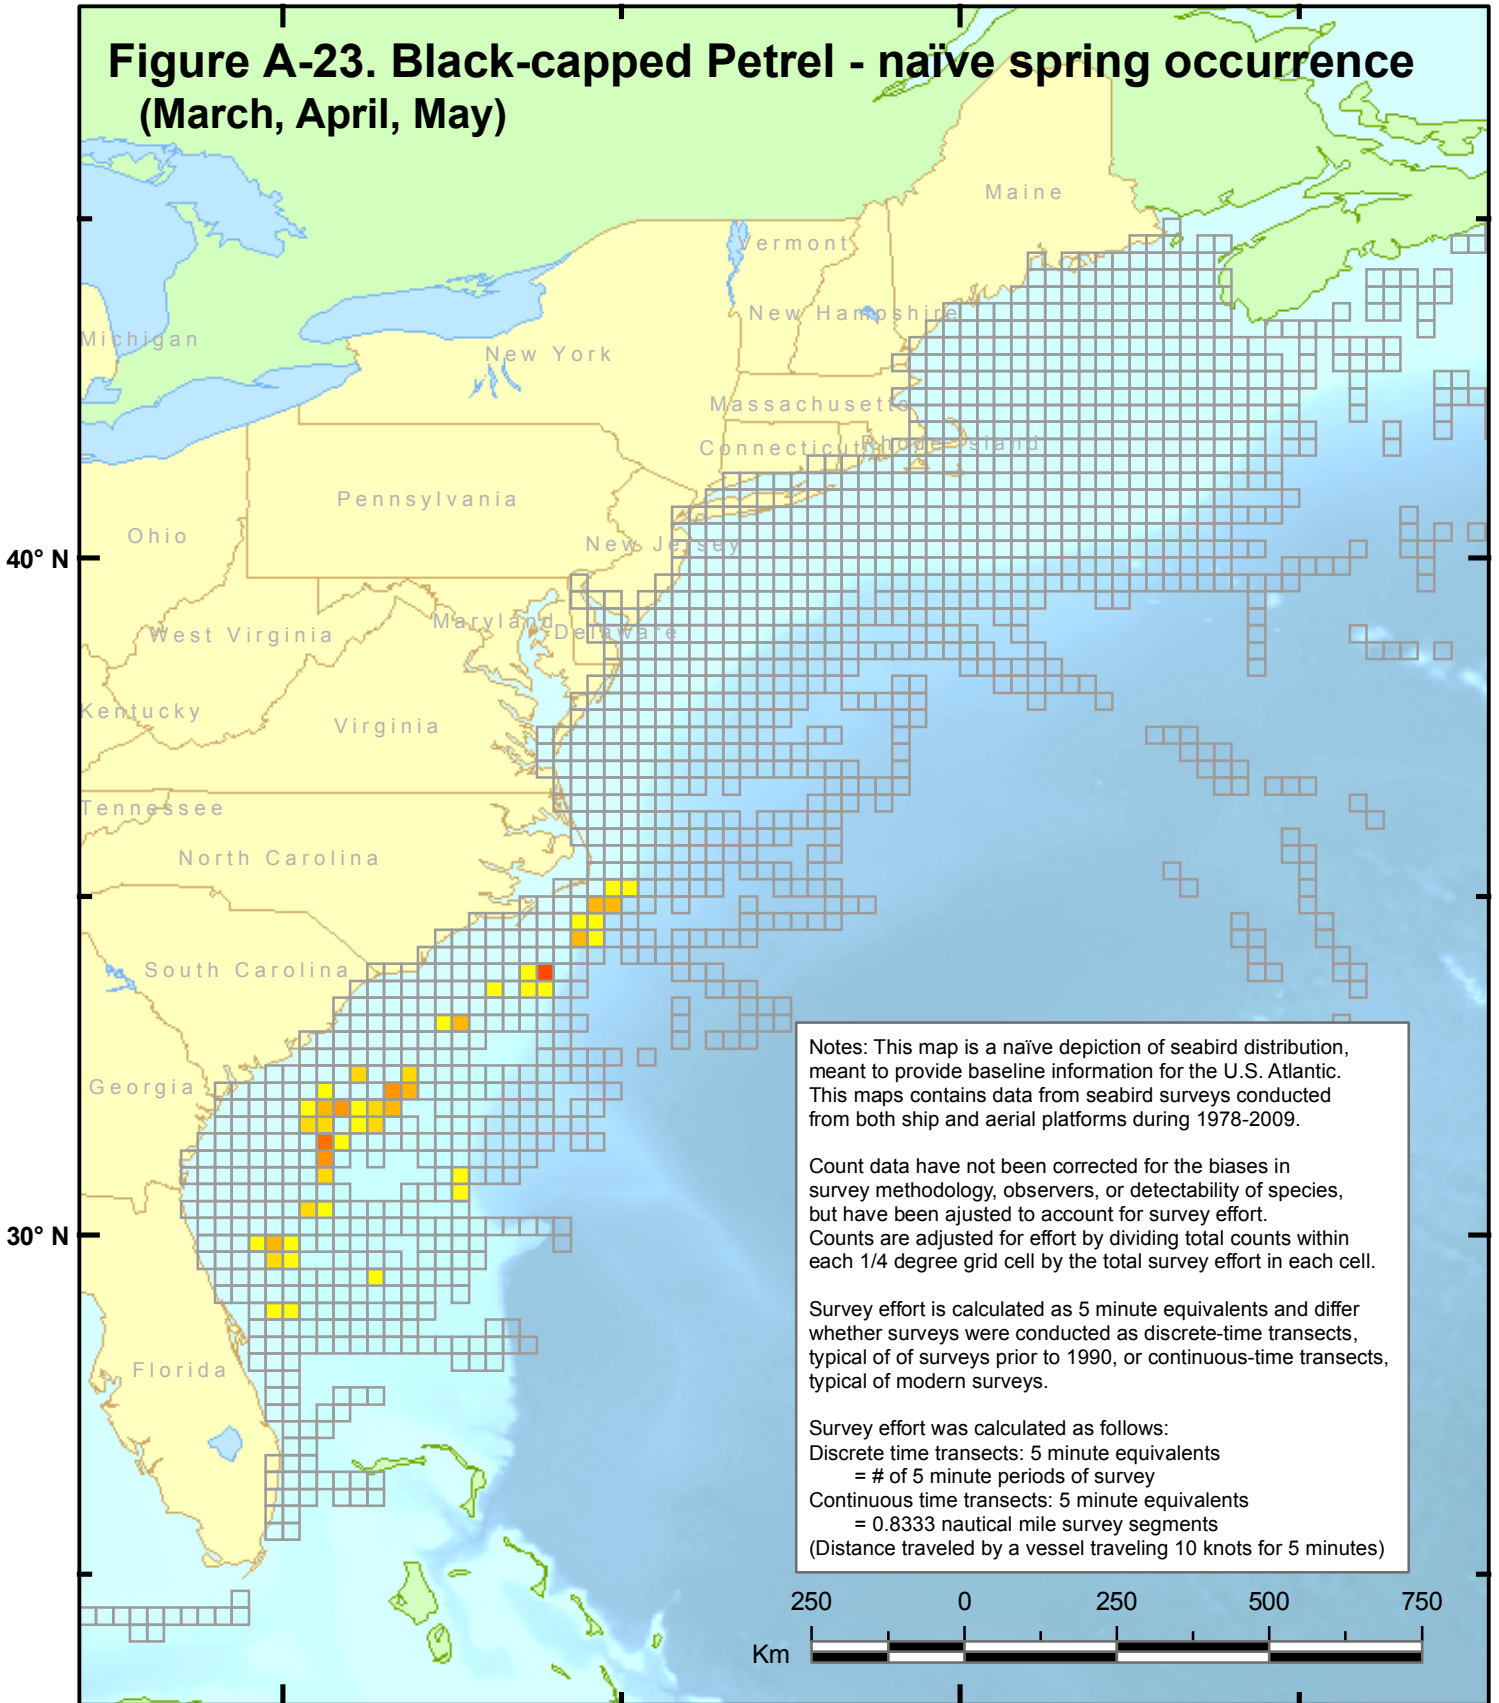 Figure A-23. Black-capped Petrel - naïve spring occurrence
(March, April, May)
Maine
Vermont
New Hampshire
Michigan
New York
Massachusetts
Connecticut
Rhode Island
Pennsylvania
Ohio
New Jersey
40° N
Maryland
Delaware
West Virginia
Kentucky
Virginia
Tennessee
North Carolina
South Carolina
Georgia
30° N
Florida
Notes: This map is a naïve depiction of seabird distribution,
meant to provide baseline information for the U.S. Atlantic.
This maps contains data from seabird surveys conducted
from both ship and aerial platforms during 1978-2009.
Count data have not been corrected for the biases in
survey methodology, observers, or detectability of species,
but have been ajusted to account for survey effort.
Counts are adjusted for effort by dividing total counts within
each 1/4 degree grid cell by the total survey effort in each cell.
Survey effort is calculated as 5 minute equivalents and differ
whether surveys were conducted as discrete-time transects,
typical of of surveys prior to 1990, or continuous-time transects,
typical of modern surveys.
Survey effort was calculated as follows:
Discrete time transects: 5 minute equivalents
= # of 5 minute periods of survey
Continuous time transects: 5 minute equivalents
= 0.8333 nautical mile survey segments
(Distance traveled by a vessel traveling 10 knots for 5 minutes)
250 0 250 500 750
Km